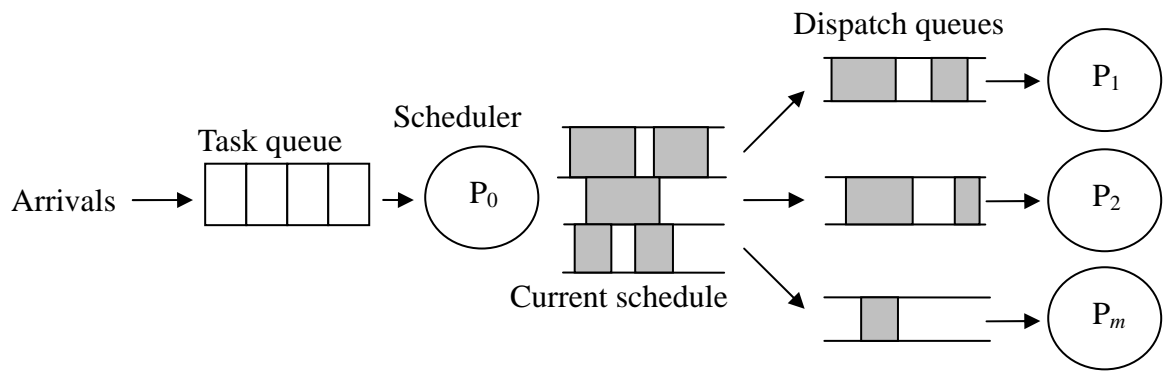 Dispatch queues
P1
Scheduler
Task queue
Arrivals
P0
P2
Current schedule
Pm